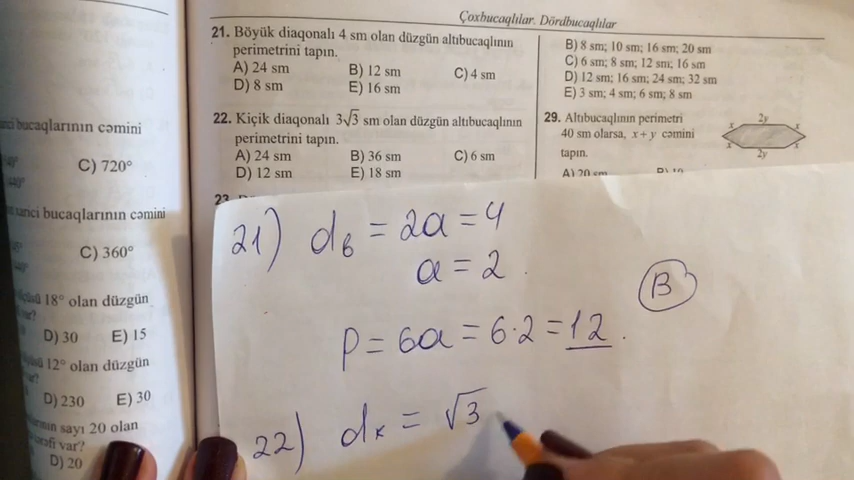 Çoxbucaqlılar. Dördbucaqlılar
21. Böyük diaqonalı 4 sm olan düzgün altıbucaqlının
perimetrini tapın.
A) 24 sm B) 12 sm C) 4 sm
D) 8 sm E) 16 sm
22. Kiçik diaqonalı 3√3 sm olan düzgün altıbucaqlının
perimetrini tapın.
A) 24 sm B) 36 sm C) 6 sm
D) 12 sm E) 18 sm
23.
B) 8 sm; 10 sm; 16 sm; 20 sm
C) 6 sm; 8 sm; 12 sm; 16 sm
D) 12 sm; 16 sm; 24 sm; 32 sm
E) 3 sm; 4 sm; 6 sm; 8 sm
29. Altıbucaqlının perimetri
40 sm olarsa, x+y cəmini
tapın.
2y
x x
x x
2y
A) 20 sm
bucaqlarının cəmini
C) 720°
bucaqlarının cəmini
C) 360°
18° olan düzgün
D) 30 E) 15
12° olan düzgün
D) 230 E) 30
sayı 20 olan
var?
D) 20
21) d₆ = 2a = 4
a = 2.
P = 6a = 6·2 = 12.
B
22) dₖ = √3